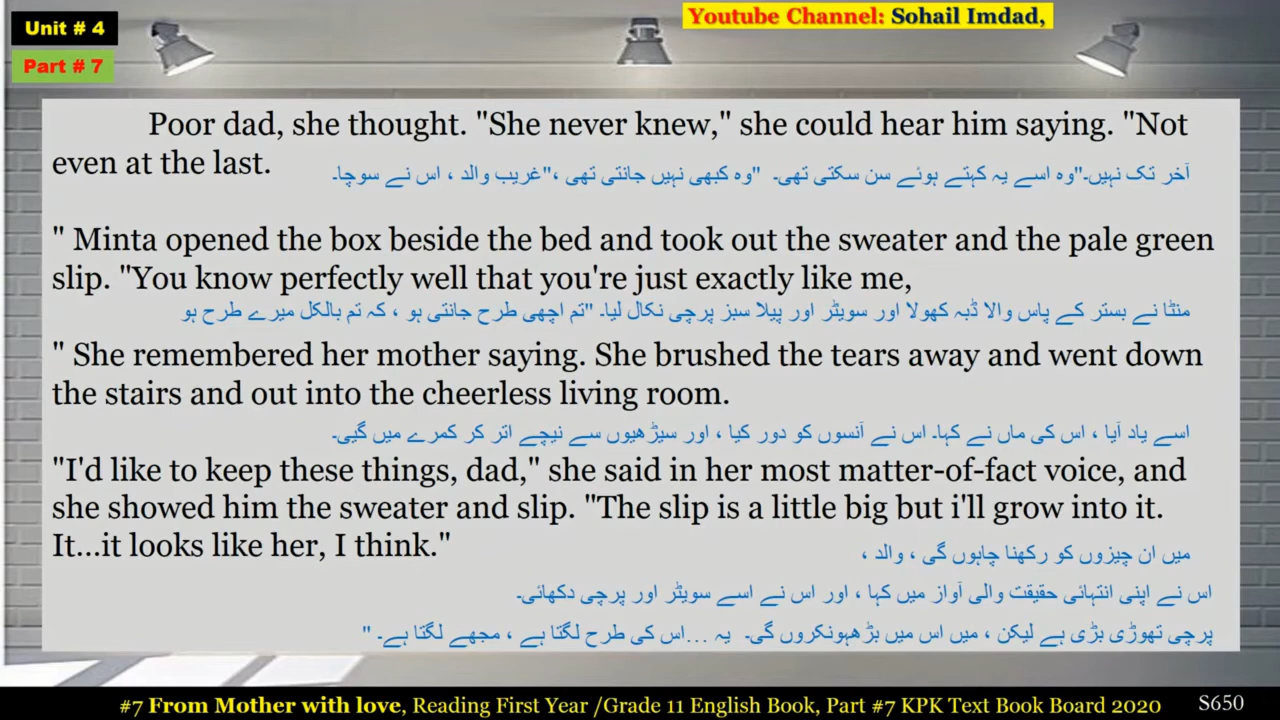 Unit # 4
Youtube Channel: Sohail Imdad,
Part # 7
Poor dad, she thought. "She never knew," she could hear him saying. "Not
even at the last.
آخر تک نہیں۔"وہ اسے یہ کہتے ہوئے سن سکتی تھی۔ "وہ کبھی نہیں جانتی تھی ،"غریب والد ، اس نے سوچا۔
" Minta opened the box beside the bed and took out the sweater and the pale green
slip. "You know perfectly well that you're just exactly like me,
منٹا نے بستر کے پاس والا ڈبہ کھولا اور سویٹر اور پیلا سبز پرچی نکال لیا۔ "تم اچھی طرح جانتی ہو ، کہ تم بالکل میرے طرح ہو
" She remembered her mother saying. She brushed the tears away and went down
the stairs and out into the cheerless living room.
اسے یاد آیا ، اس کی ماں نے کہا۔ اس نے آنسوں کو دور کیا ، اور سیڑھیوں سے نیچے اتر کر کمرے میں گیی۔
"I'd like to keep these things, dad," she said in her most matter-of-fact voice, and
she showed him the sweater and slip. "The slip is a little big but i'll grow into it.
It...it looks like her, I think."
میں ان چیزوں کو رکھنا چاہوں گی ، والد ،
اس نے اپنی انتہائی حقیقت والی آواز میں کہا ، اور اس نے اسے سویٹر اور پرچی دکھائی۔
پرچی تھوڑی بڑی ہے لیکن ، میں اس میں بڑھہونکروں گی۔ یہ ...اس کی طرح لگتا ہے ، مجھے لگتا ہے۔ "
#7 From Mother with love, Reading First Year /Grade 11 English Book, Part #7 KPK Text Book Board 2020
S650